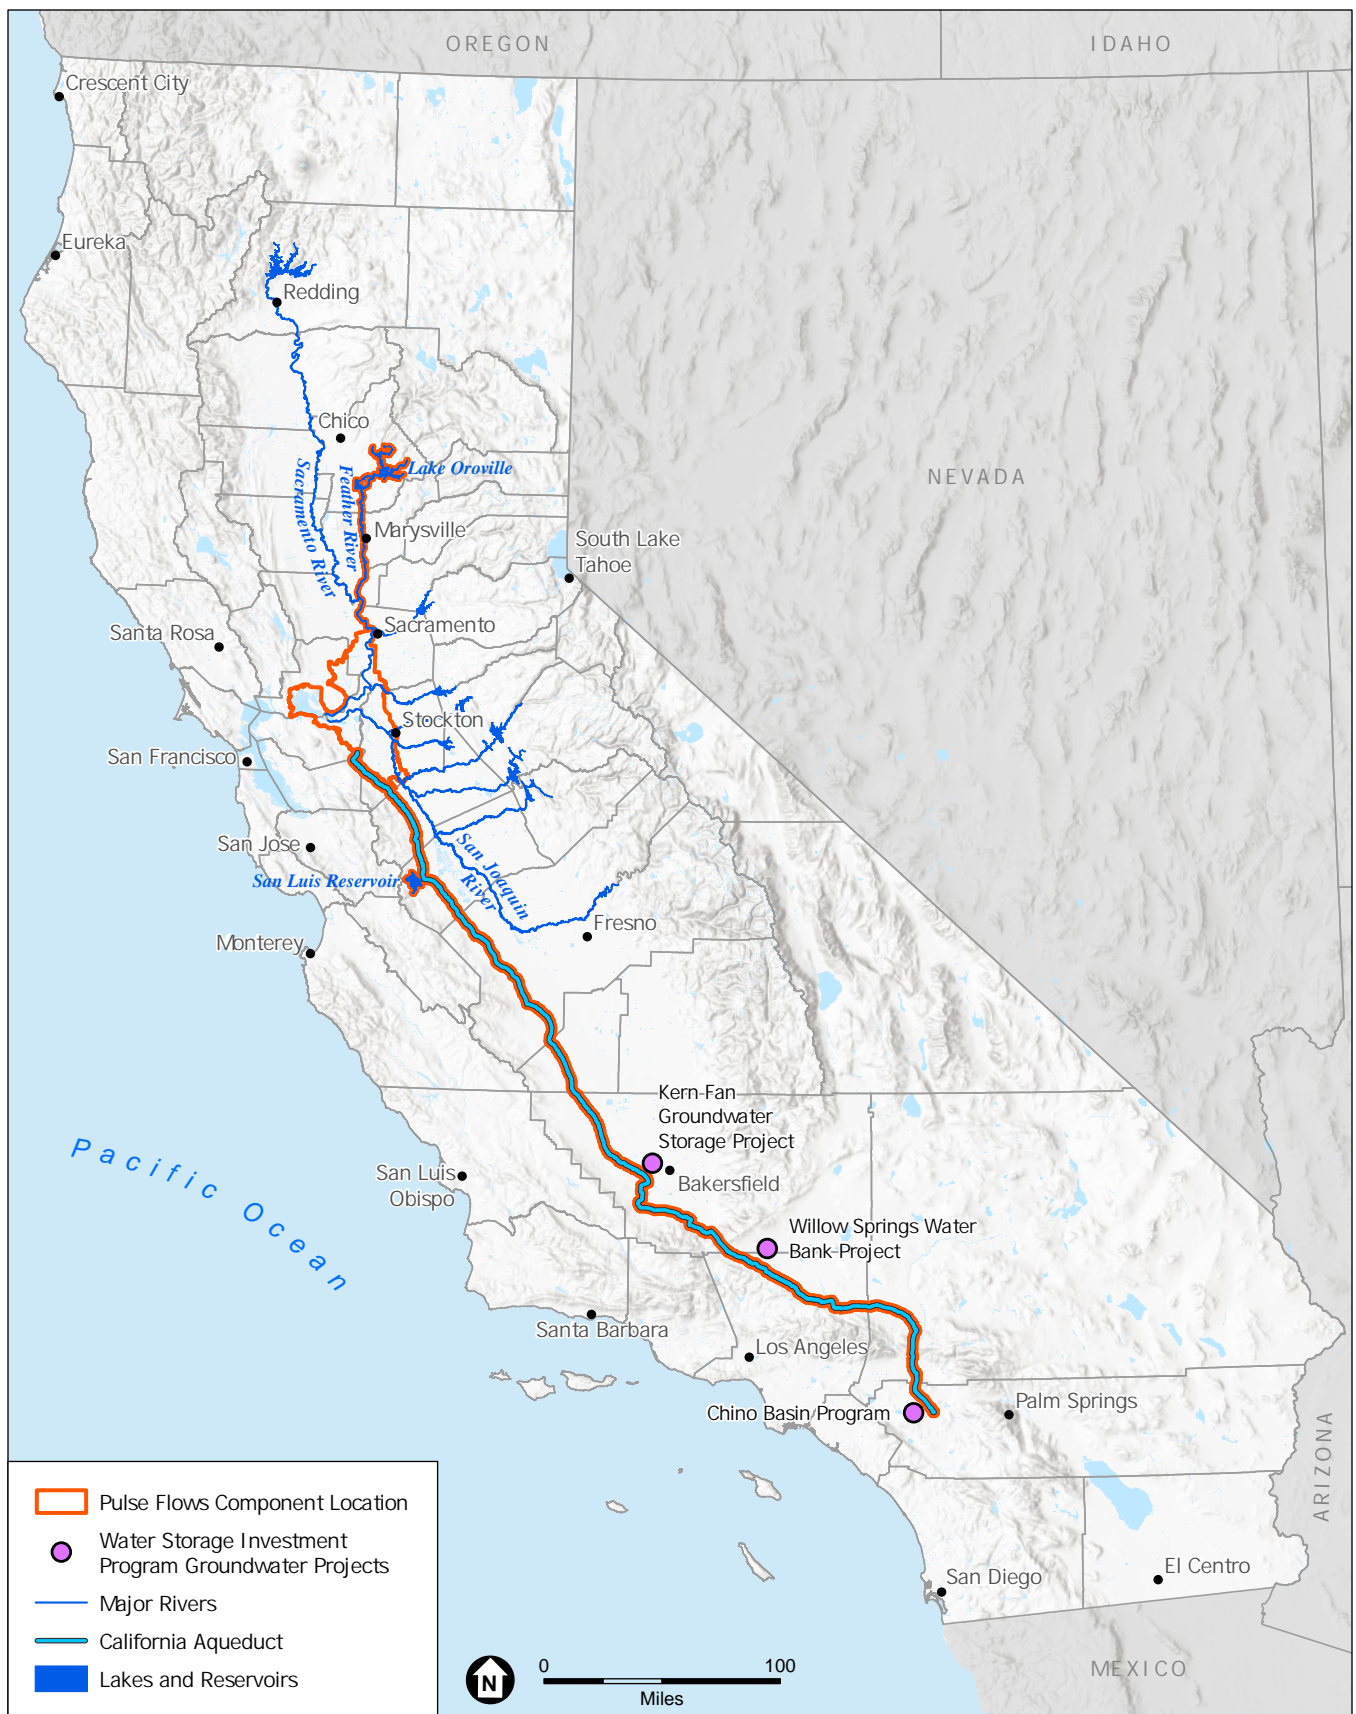 OREGON
IDAHO
Crescent City
Eureka
Redding
Chico
Lake Oroville
Sacramento River
Feather River
NEVADA
Marysville
South Lake
Tahoe
Sacramento
Santa Rosa
Stockton
San Francisco
San Jose
San Joaquin
River
San Luis Reservoir
Fresno
Monterey
Kern Fan
Groundwater
Storage Project
San Luis
Obispo
Bakersfield
Pacific Ocean
Willow Springs Water
Bank Project
Santa Barbara
Los Angeles
Chino Basin Program
Palm Springs
ARIZONA
San Diego
El Centro
MEXICO
Pulse Flows Component Location
Water Storage Investment
Program Groundwater Projects
Major Rivers
California Aqueduct
Lakes and Reservoirs
N
0 100
Miles